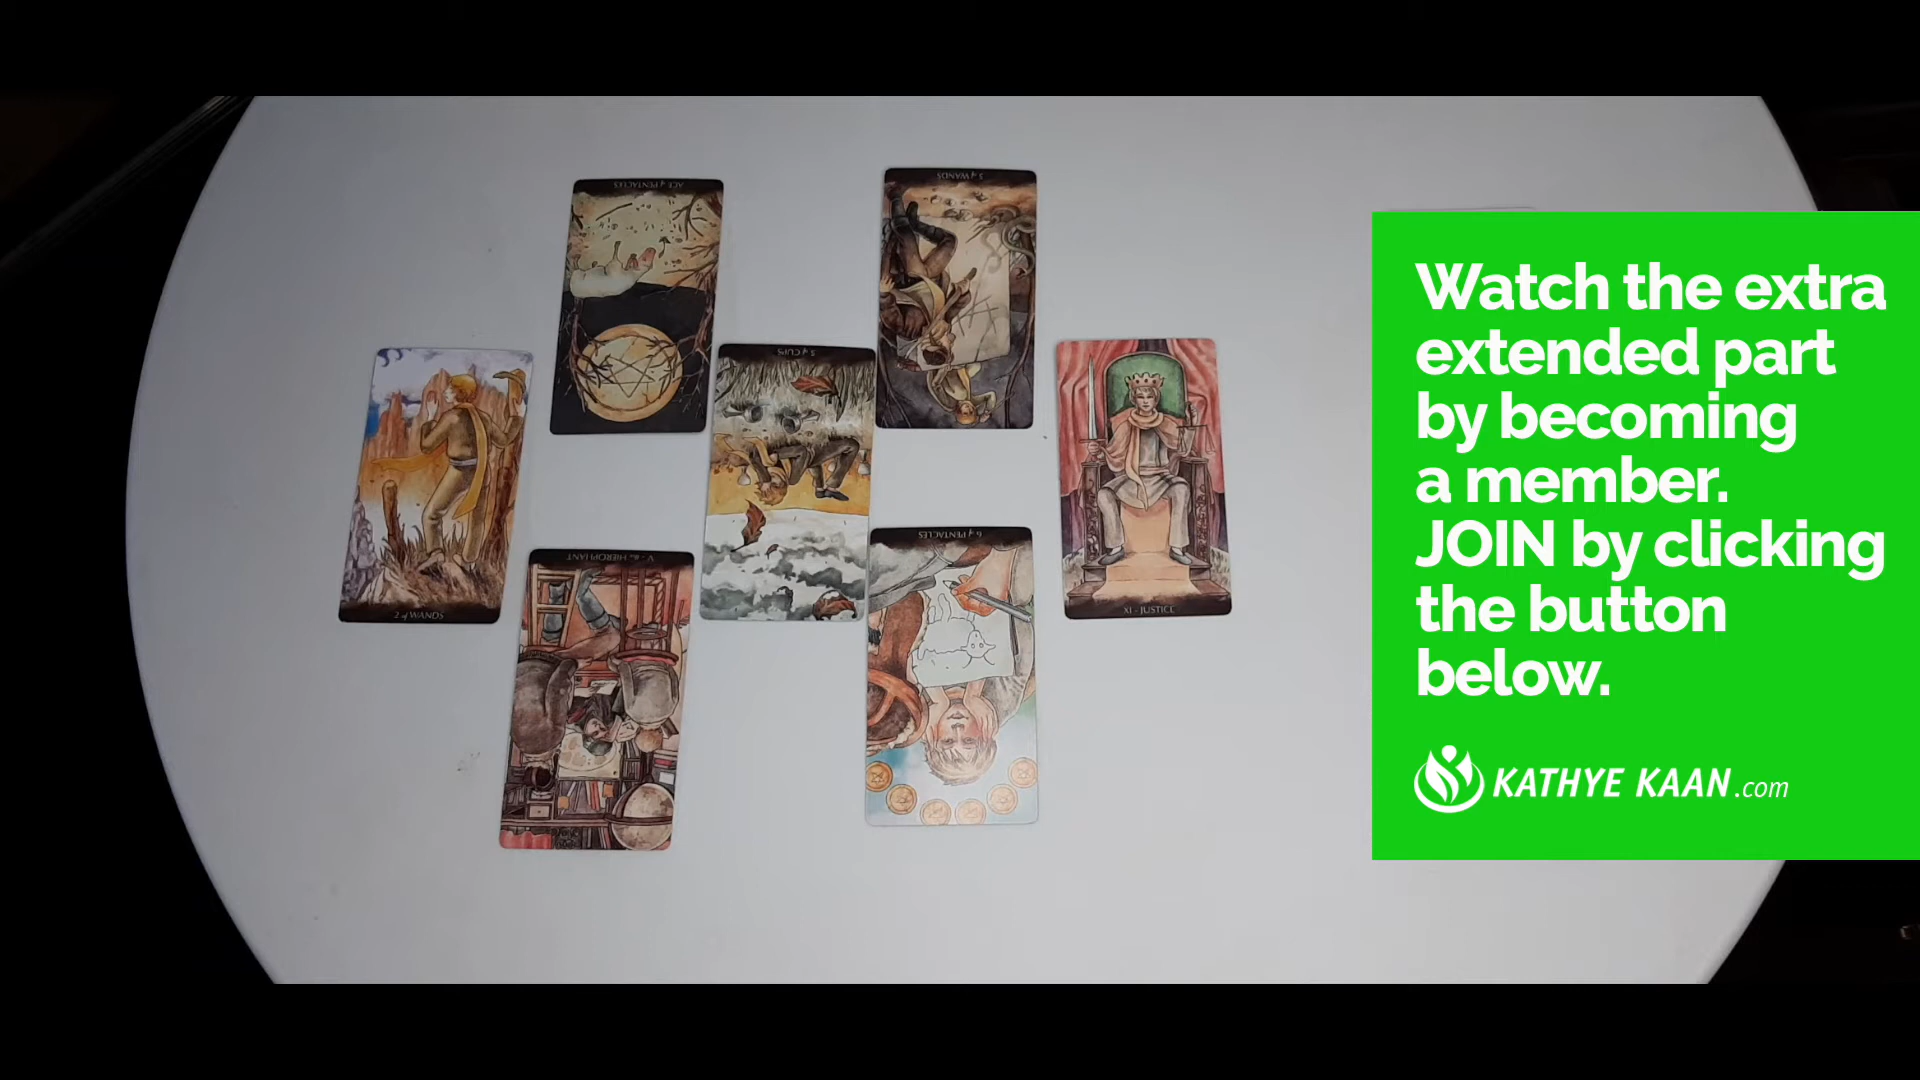 ACE of PENTACLES
5 of WANDS
5 of CUPS
2 of WANDS
V - the HIEROPHANT
6 of PENTACLES
XI - JUSTICE
Watch the extra
extended part
by becoming
a member.
JOIN by clicking
the button
below.
KATHYE KAAN.com